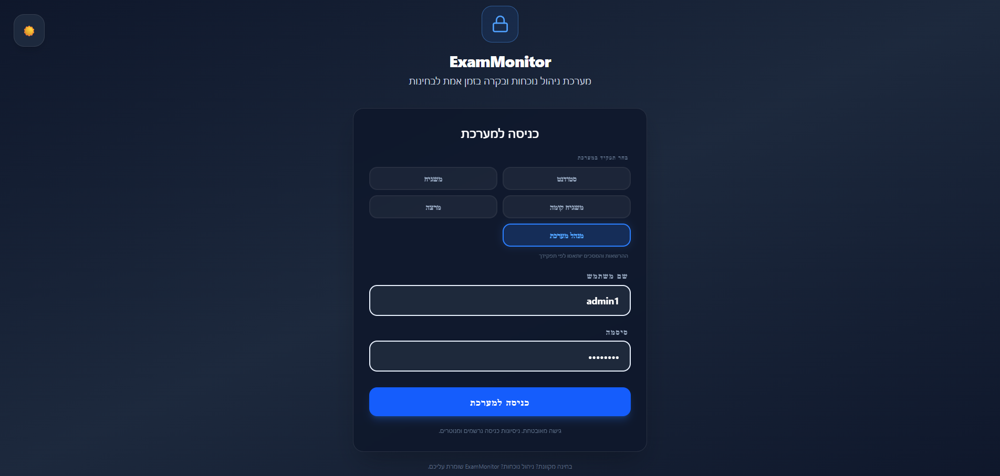 ExamMonitor
מערכת ניהול נוכחות ובקרה בזמן אמת לבחינות
כניסה למערכת
בחר תפקיד במערכת
סטודנט
משגיח
משגיח קומה
מרצה
מנהל מערכת
ההרשאות והמסכים יותאמו לפי תפקידך
שם משתמש
admin1
סיסמה
••••••••
כניסה למערכת
גישה מאובטחת. ניסיונות כניסה נרשמים ומנוטרים.
בחינה מקוונת? ניהול נוכחות? ExamMonitor שומרת עליכם.